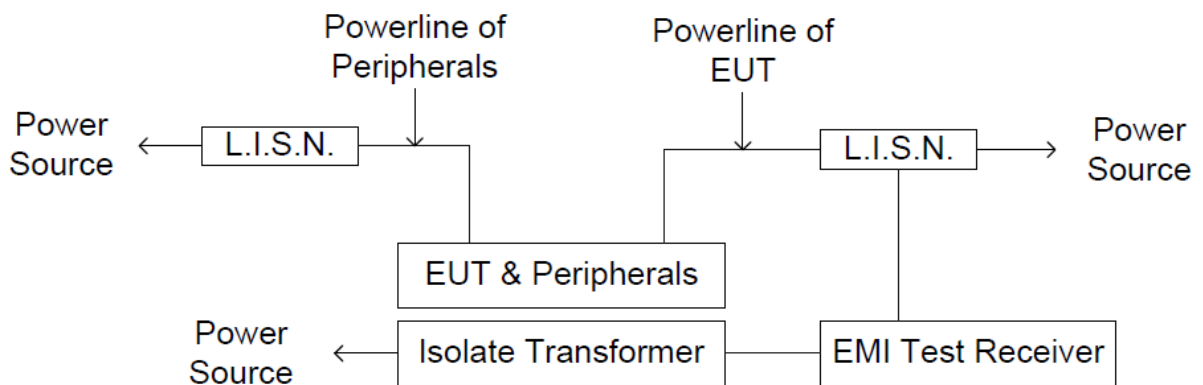 Powerline of
Peripherals
Powerline of
EUT
Power
Source
L.I.S.N.
L.I.S.N.
Power
Source
EUT & Peripherals
Power
Source
Isolate Transformer
EMI Test Receiver